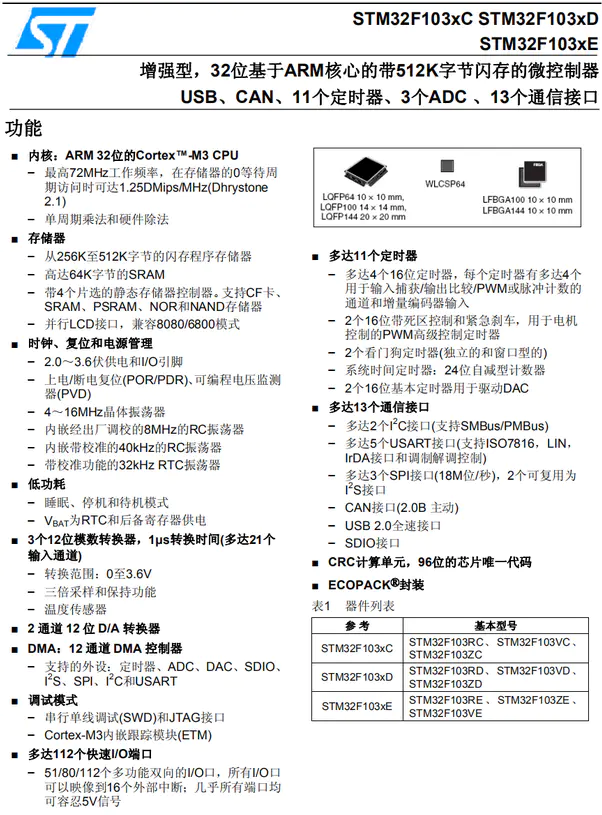 ST
STM32F103xC STM32F103xD
STM32F103xE
增强型，32位基于ARM核心的带512K字节闪存的微控制器
USB、CAN、11个定时器、3个ADC 、13个通信接口
功能
■ 内核：ARM 32位的Cortex™-M3 CPU
– 最高72MHz工作频率，在存储器的0等待周
期访问时可达1.25DMips/MHz(Dhrystone
2.1)
– 单周期乘法和硬件除法
■ 存储器
– 从256K至512K字节的闪存程序存储器
– 高达64K字节的SRAM
– 带4个片选的静态存储器控制器。支持CF卡、
SRAM、PSRAM、NOR和NAND存储器
– 并行LCD接口，兼容8080/6800模式
■ 时钟、复位和电源管理
– 2.0～3.6伏供电和I/O引脚
– 上电/断电复位(POR/PDR)、可编程电压监测
器(PVD)
– 4～16MHz晶体振荡器
– 内嵌经出厂调校的8MHz的RC振荡器
– 内嵌带校准的40kHz的RC振荡器
– 带校准功能的32kHz RTC振荡器
■ 低功耗
– 睡眠、停机和待机模式
– VBAT为RTC和后备寄存器供电
■ 3个12位模数转换器，1μs转换时间(多达21个
输入通道)
– 转换范围：0至3.6V
– 三倍采样和保持功能
– 温度传感器
■ 2 通道 12 位 D/A 转换器
■ DMA：12 通道 DMA 控制器
– 支持的外设：定时器、ADC、DAC、SDIO、
I²S、SPI、I²C和USART
■ 调试模式
– 串行单线调试(SWD)和JTAG接口
– Cortex-M3内嵌跟踪模块(ETM)
■ 多达112个快速I/O端口
– 51/80/112个多功能双向的I/O口，所有I/O口
可以映像到16个外部中断；几乎所有端口均
可容忍5V信号
FBGA
LQFP64 10 × 10 mm,
LQFP100 14 × 14 mm,
LQFP144 20 × 20 mm
WLCSP64
LFBGA100 10 × 10 mm
LFBGA144 10 × 10 mm
■ 多达11个定时器
– 多达4个16位定时器，每个定时器有多达4个
用于输入捕获/输出比较/PWM或脉冲计数的
通道和增量编码器输入
– 2个16位带死区控制和紧急刹车，用于电机
控制的PWM高级控制定时器
– 2个看门狗定时器(独立的和窗口型的)
– 系统时间定时器：24位自减型计数器
– 2个16位基本定时器用于驱动DAC
■ 多达13个通信接口
– 多达2个I²C接口(支持SMBus/PMBus)
– 多达5个USART接口(支持ISO7816，LIN，
IrDA接口和调制解调控制)
– 多达3个SPI接口(18M位/秒)，2个可复用为
I²S接口
– CAN接口(2.0B 主动)
– USB 2.0全速接口
– SDIO接口
■ CRC计算单元，96位的芯片唯一代码
■ ECOPACK®封装
表1 器件列表
参 考 基本型号
STM32F103xC STM32F103RC、STM32F103VC、
STM32F103ZC
STM32F103xD STM32F103RD、STM32F103VD、
STM32F103ZD
STM32F103xE STM32F103RE、STM32F103ZE、
STM32F103VE